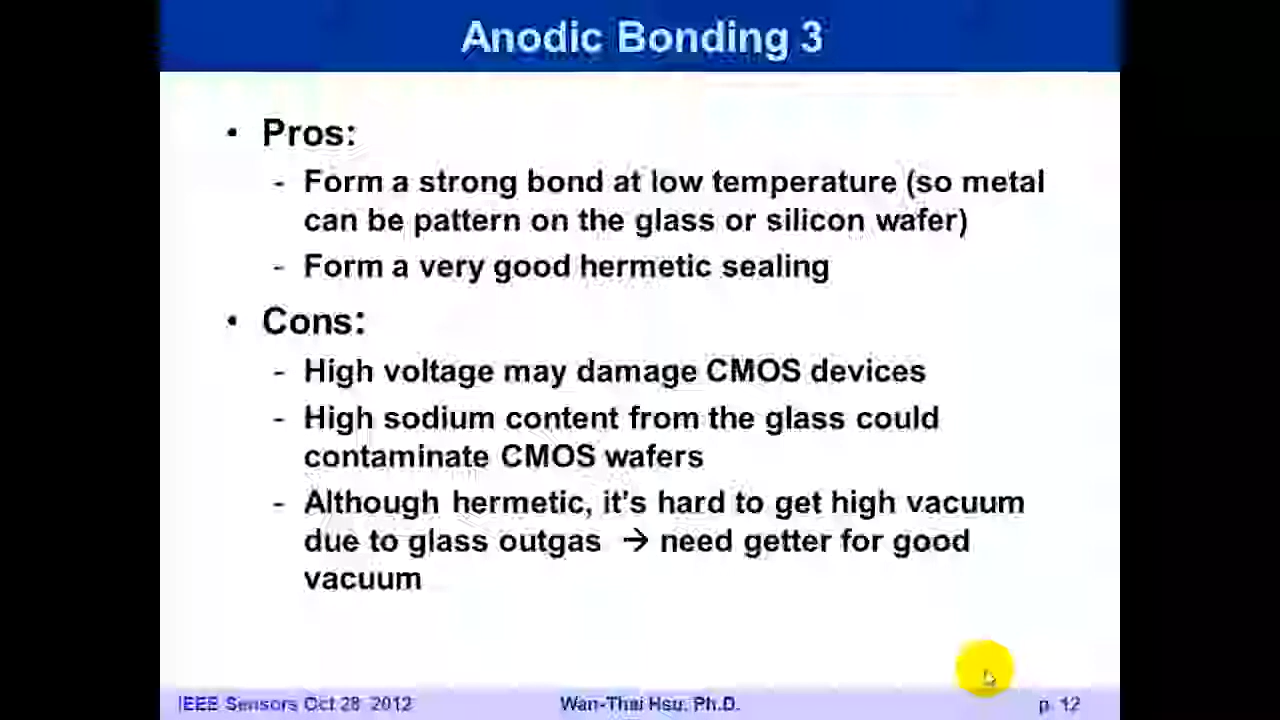 Anodic Bonding 3
• Pros:
- Form a strong bond at low temperature (so metal
can be pattern on the glass or silicon wafer)
- Form a very good hermetic sealing
• Cons:
- High voltage may damage CMOS devices
- High sodium content from the glass could
contaminate CMOS wafers
- Although hermetic, it's hard to get high vacuum
due to glass outgas → need getter for good
vacuum
IEEE Sensors Oct 28, 2012
Wan-Thai Hsu, Ph.D.
p. 12